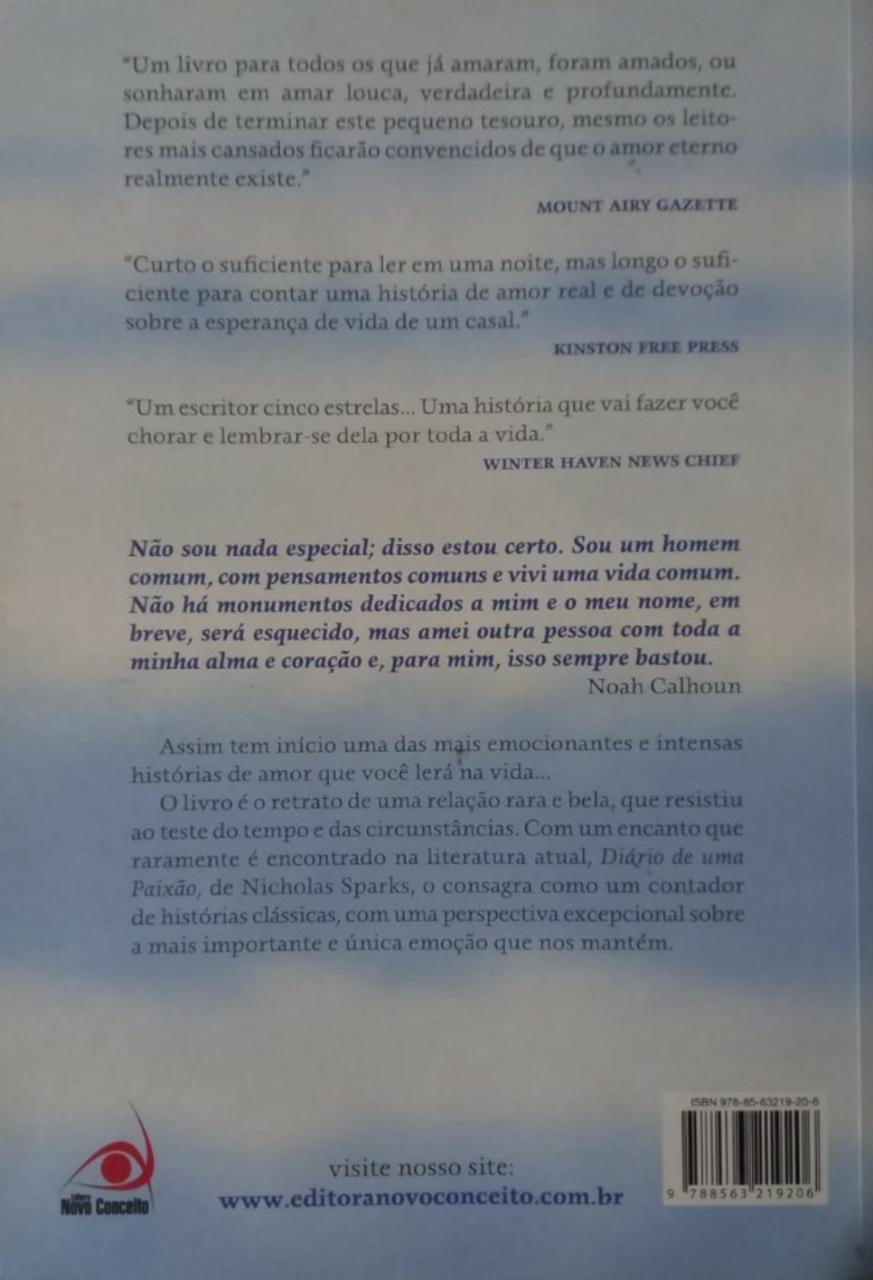 “Um livro para todos os que já amaram, foram amados, ou
sonharam em amar louca, verdadeira e profundamente.
Depois de terminar este pequeno tesouro, mesmo os leito-
res mais cansados ficarão convencidos de que o amor eterno
realmente existe.”
MOUNT AIRY GAZETTE
“Curto o suficiente para ler em uma noite, mas longo o sufi-
ciente para contar uma história de amor real e de devoção
sobre a esperança de vida de um casal.”
KINSTON FREE PRESS
“Um escritor cinco estrelas... Uma história que vai fazer você
chorar e lembrar-se dela por toda a vida.”
WINTER HAVEN NEWS CHIEF
Não sou nada especial; disso estou certo. Sou um homem
comum, com pensamentos comuns e vivi uma vida comum.
Não há monumentos dedicados a mim e o meu nome, em
breve, será esquecido, mas amei outra pessoa com toda a
minha alma e coração e, para mim, isso sempre bastou.
Noah Calhoun
Assim tem início uma das mais emocionantes e intensas
histórias de amor que você lerá na vida...
O livro é o retrato de uma relação rara e bela, que resistiu
ao teste do tempo e das circunstâncias. Com um encanto que
raramente é encontrado na literatura atual, Diário de uma
Paixão, de Nicholas Sparks, o consagra como um contador
de histórias clássicas, com uma perspectiva excepcional sobre
a mais importante e única emoção que nos mantém.
Editora
Novo Conceito
visite nosso site:
www.editoranovoconceito.com.br
ISBN 978-85-63219-20-6
9 788563 219206